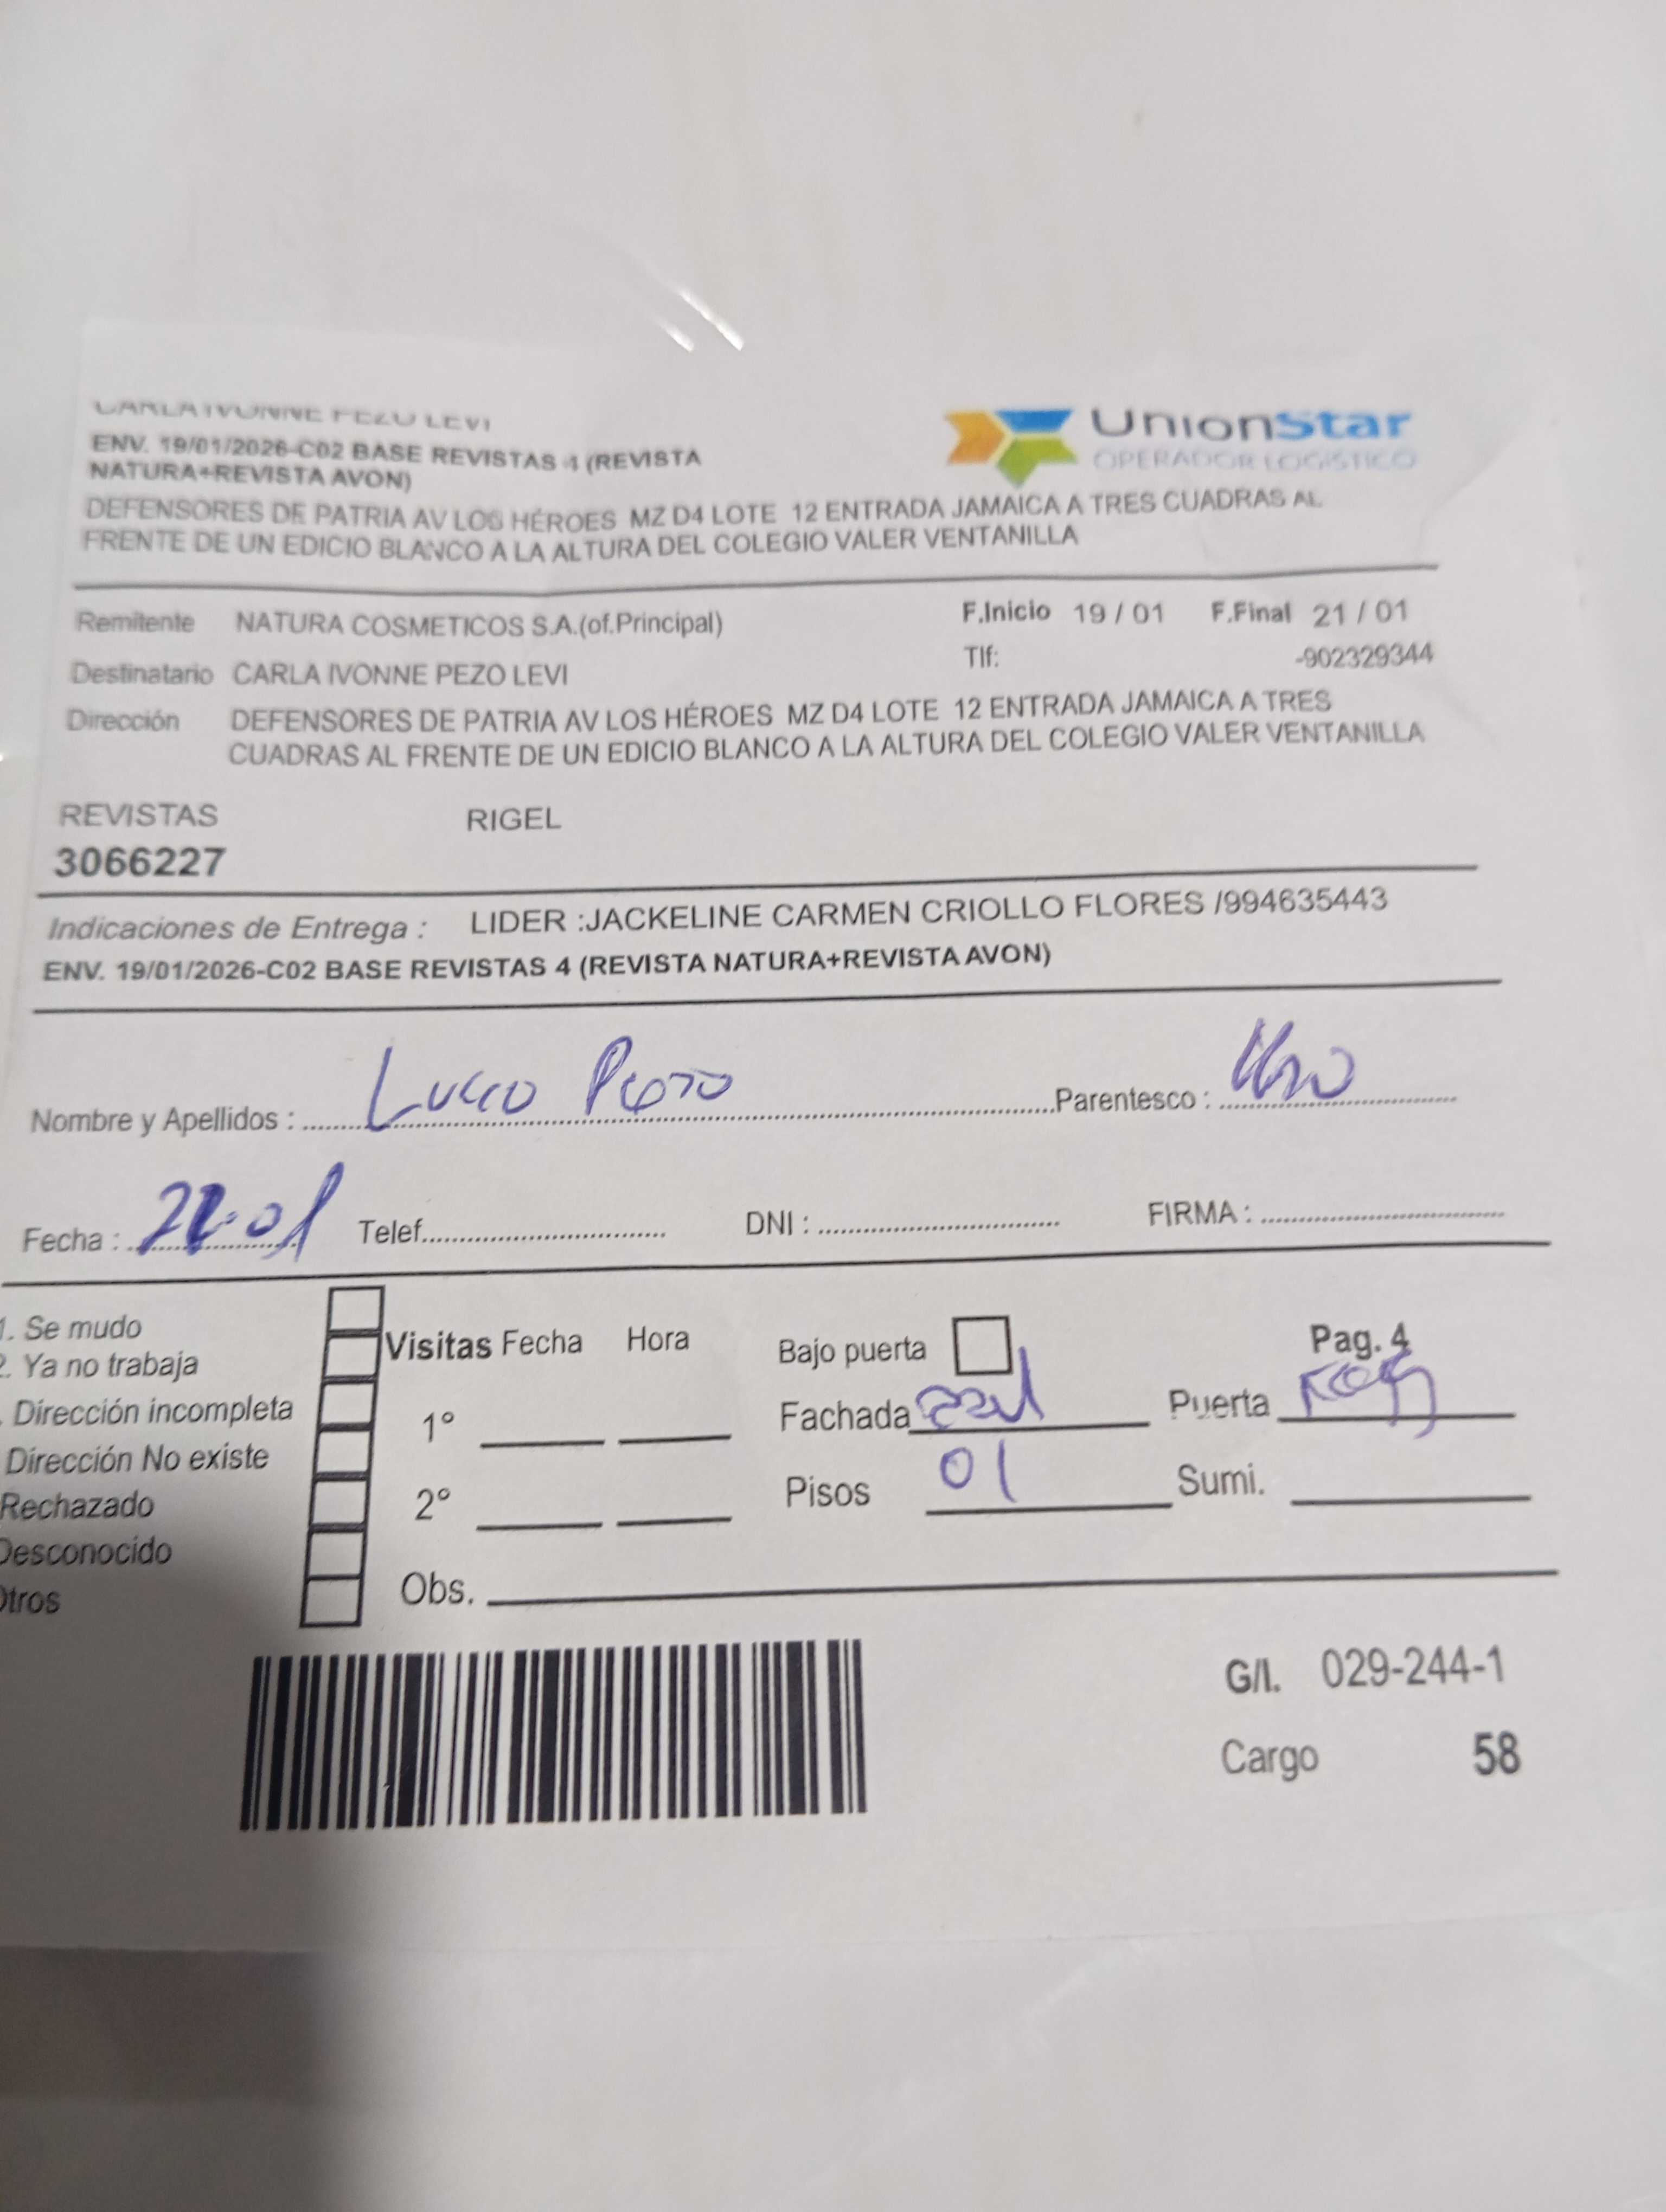 CARLA IVONNE PEZO LEVI
UnionStar
OPERADOR LOGÍSTICO
ENV. 19/01/2026-C02 BASE REVISTAS 4 (REVISTA
NATURA+REVISTA AVON)
DEFENSORES DE PATRIA AV LOS HÉROES MZ D4 LOTE 12 ENTRADA JAMAICA A TRES CUADRAS AL
FRENTE DE UN EDICIO BLANCO A LA ALTURA DEL COLEGIO VALER VENTANILLA
Remitente NATURA COSMETICOS S.A.(of.Principal) F.Inicio 19 / 01 F.Final 21 / 01
Destinatario CARLA IVONNE PEZO LEVI Tlf: -902329344
Dirección DEFENSORES DE PATRIA AV LOS HÉROES MZ D4 LOTE 12 ENTRADA JAMAICA A TRES
CUADRAS AL FRENTE DE UN EDICIO BLANCO A LA ALTURA DEL COLEGIO VALER VENTANILLA
REVISTAS RIGEL
3066227
Indicaciones de Entrega : LIDER :JACKELINE CARMEN CRIOLLO FLORES /994635443
ENV. 19/01/2026-C02 BASE REVISTAS 4 (REVISTA NATURA+REVISTA AVON)
Nombre y Apellidos : Pezo Parentesco :
Fecha : Telef. DNI : FIRMA :
1. Se mudo
2. Ya no trabaja
. Dirección incompleta
Dirección No existe
Rechazado
Desconocido
Otros
Visitas Fecha Hora
1°
2°
Obs.
Bajo puerta Pag. 4
Fachada azul Puerta
Pisos 01 Sumi.
G/l. 029-244-1
Cargo 58